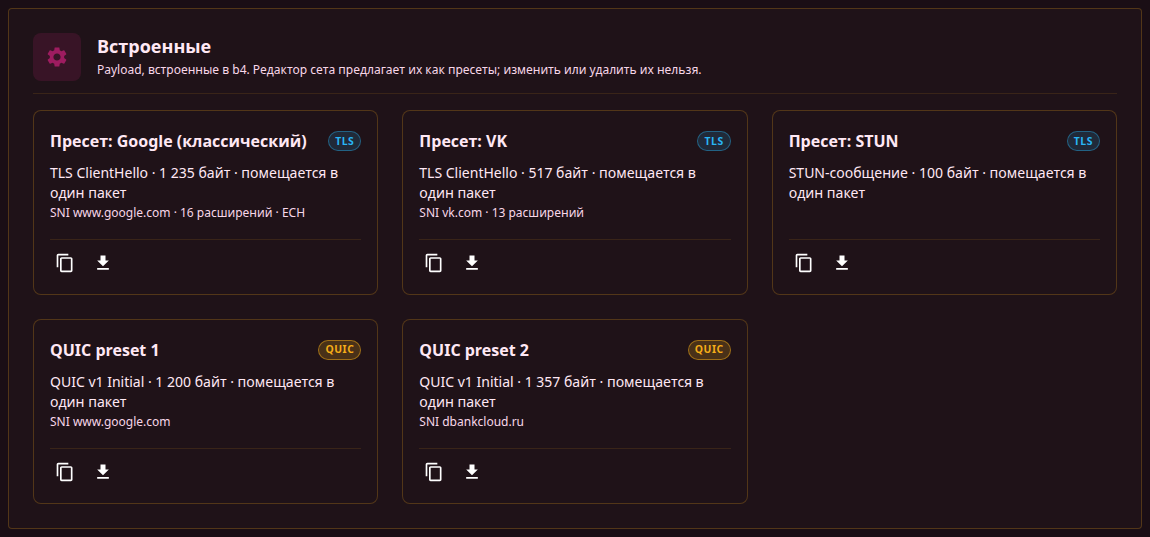 Встроенные
Payload, встроенные в b4. Редактор сета предлагает их как пресеты; изменить или удалить их нельзя.
Пресет: Google (классический)
TLS
TLS ClientHello · 1 235 байт · помещается в
один пакет
SNI www.google.com · 16 расширений · ECH
Пресет: VK
TLS
TLS ClientHello · 517 байт · помещается в
один пакет
SNI vk.com · 13 расширений
Пресет: STUN
TLS
STUN-сообщение · 100 байт · помещается в
один пакет
QUIC preset 1
QUIC
QUIC v1 Initial · 1 200 байт · помещается в
один пакет
SNI www.google.com
QUIC preset 2
QUIC
QUIC v1 Initial · 1 357 байт · помещается в
один пакет
SNI dbankcloud.ru